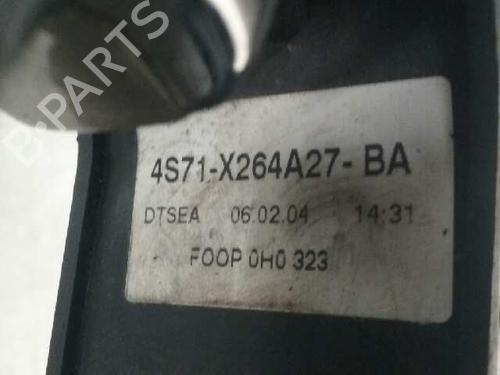 B-PARTS
4S71-X264A27-BA
DTSEA 06.02.04 14:31
FOOP 0H0 323